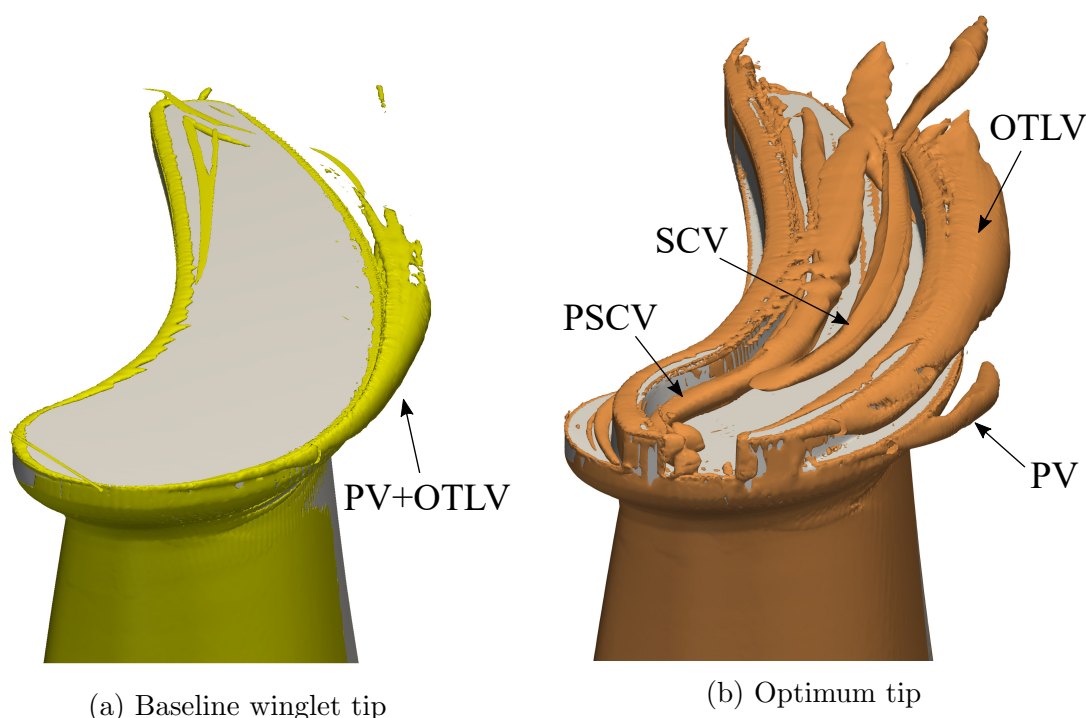 OTLV
SCV
PSCV
PV
PV+OTLV
(a) Baseline winglet tip
(b) Optimum tip